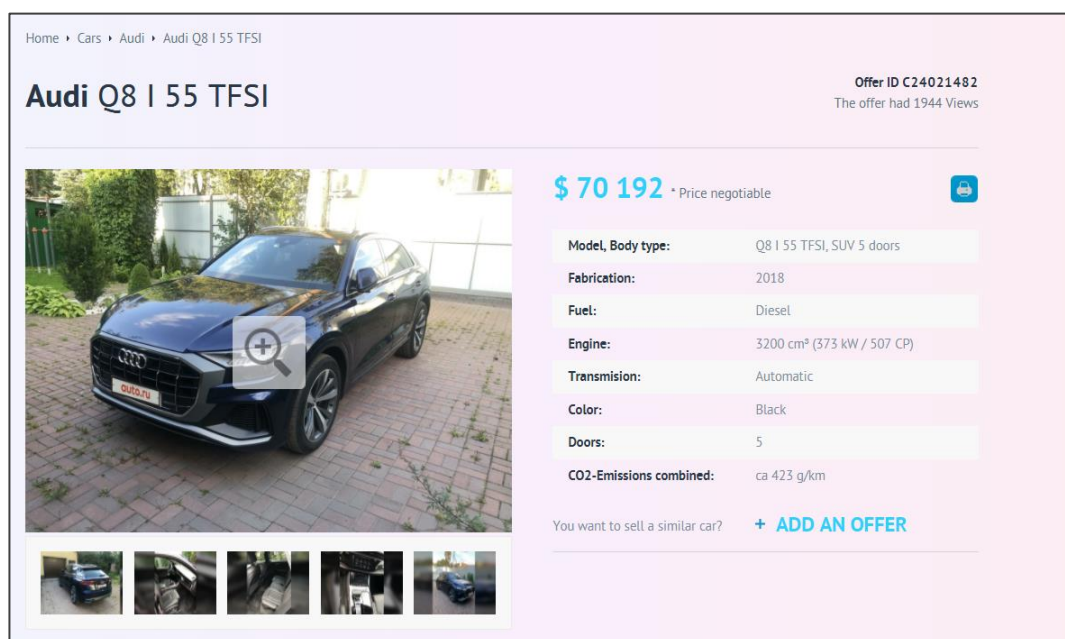 Home › Cars › Audi › Audi Q8 I 55 TFSI
Audi Q8 I 55 TFSI
Offer ID C24021482
The offer had 1944 Views
$ 70 192 * Price negotiable
auto.ru
Model, Body type: Q8 I 55 TFSI, SUV 5 doors
Fabrication: 2018
Fuel: Diesel
Engine: 3200 cm³ (373 kW / 507 CP)
Transmision: Automatic
Color: Black
Doors: 5
CO2-Emissions combined: ca 423 g/km
You want to sell a similar car? + ADD AN OFFER